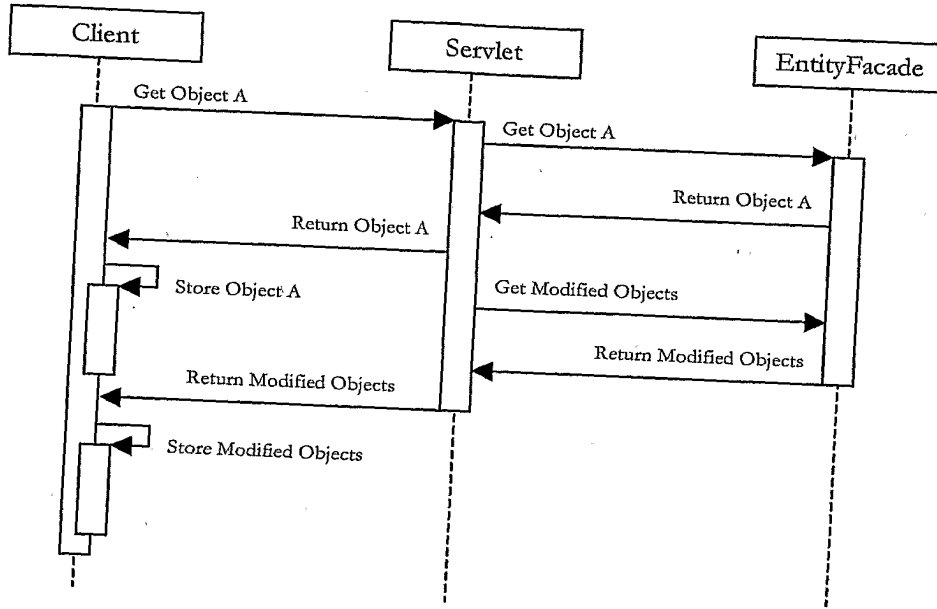 Client
Servlet
EntityFacade
Get Object A
Get Object A
Return Object A
Return Object A
Store Object A
Get Modified Objects
Return Modified Objects
Return Modified Objects
Store Modified Objects